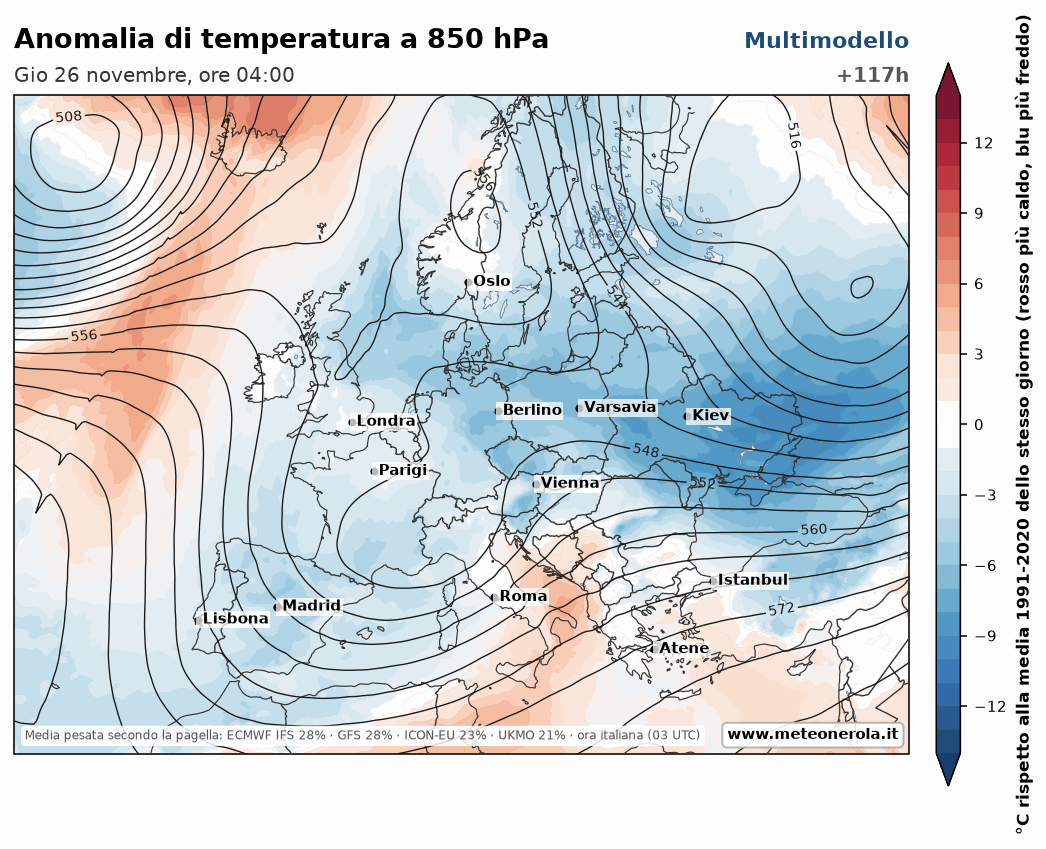 Anomalia di temperatura a 850 hPa
Multimodello
Gio 26 novembre, ore 04:00
+117h
508
516
556
552
Oslo
544
556
Londra
Berlino
Varsavia
Kiev
Parigi
548
Vienna
552
560
Istanbul
Madrid
Roma
572
Lisbona
Atene
Media pesata secondo la pagella: ECMWF IFS 28% · GFS 28% · ICON-EU 23% · UKMO 21% · ora italiana (03 UTC)
www.meteonerola.it
12
9
6
3
0
−3
−6
−9
−12
°C rispetto alla media 1991-2020 dello stesso giorno (rosso più caldo, blu più freddo)